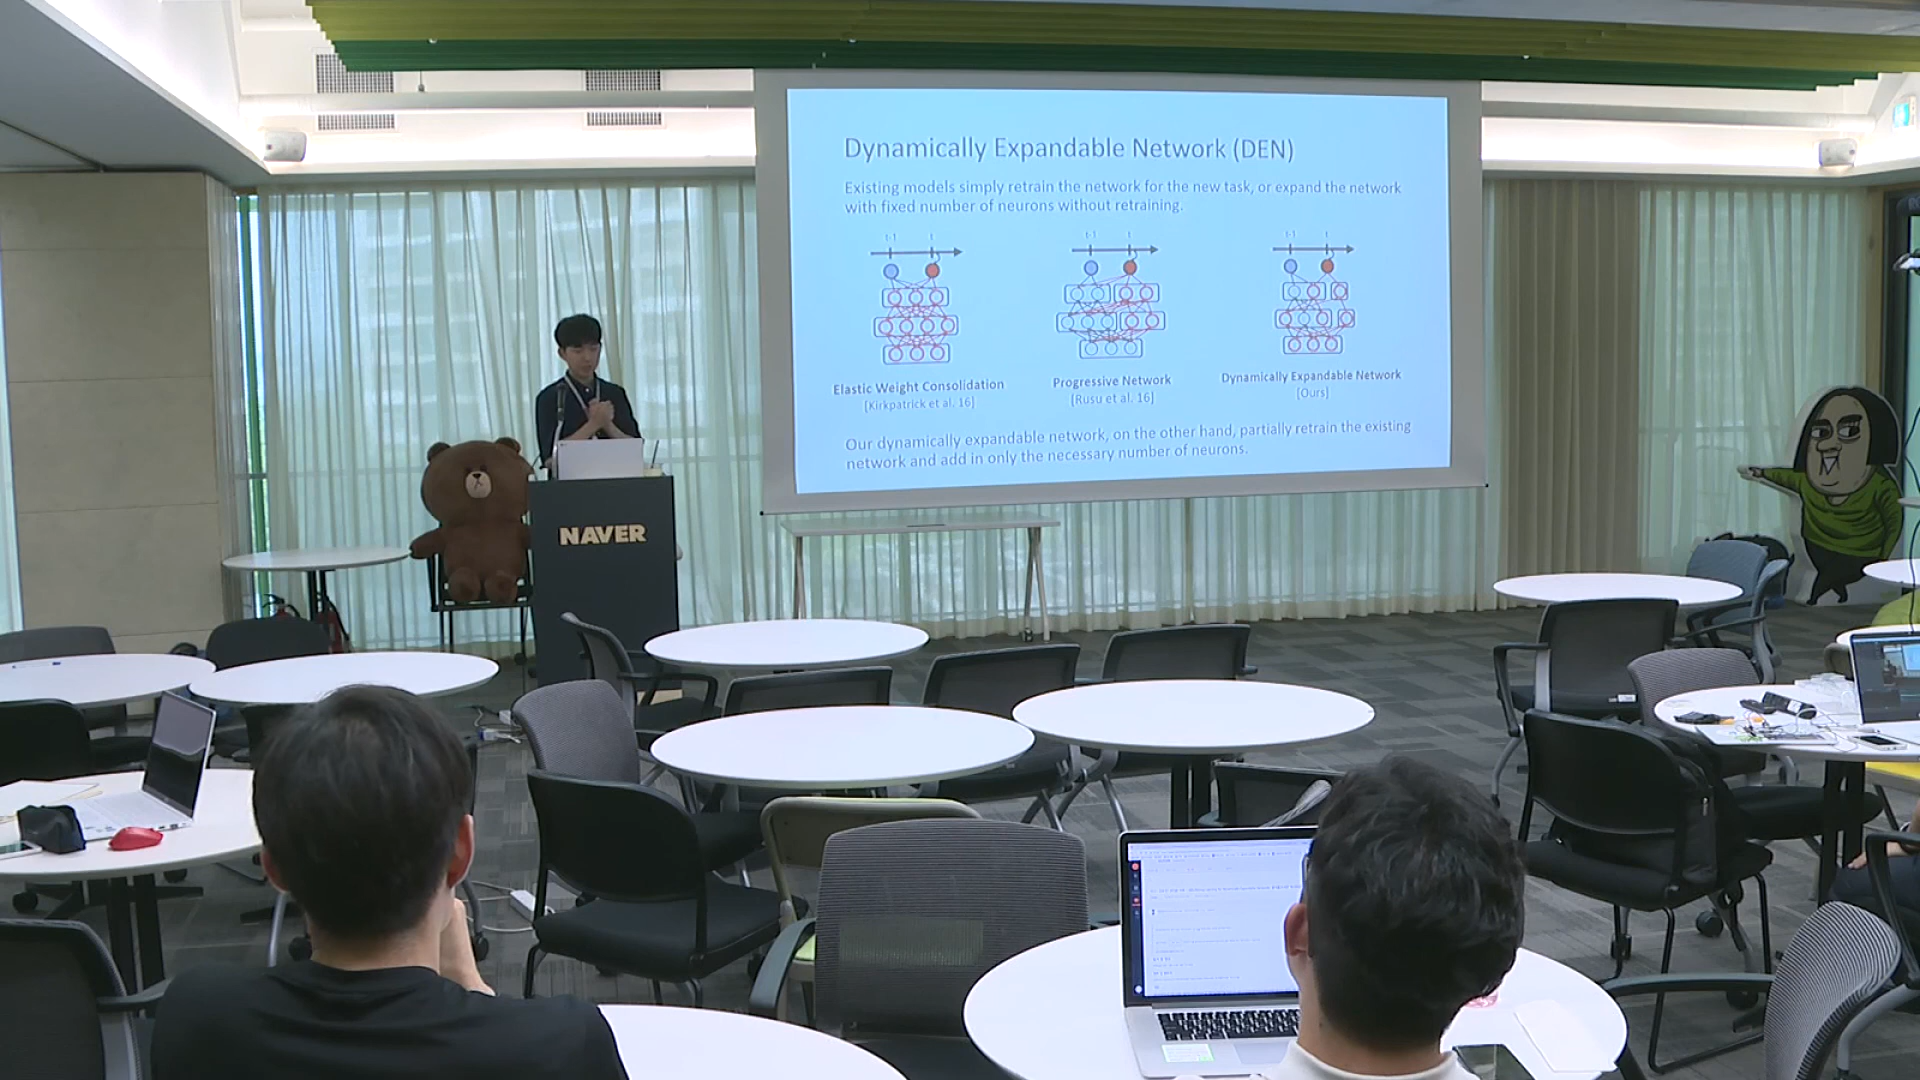 Dynamically Expandable Network (DEN)
Existing models simply retrain the network for the new task, or expand the network
with fixed number of neurons without retraining.
t-1 t
t-1 t
t-1 t
Elastic Weight Consolidation
[Kirkpatrick et al. 16]
Progressive Network
[Rusu et al. 16]
Dynamically Expandable Network
[Ours]
Our dynamically expandable network, on the other hand, partially retrain the existing
network and add in only the necessary number of neurons.
NAVER